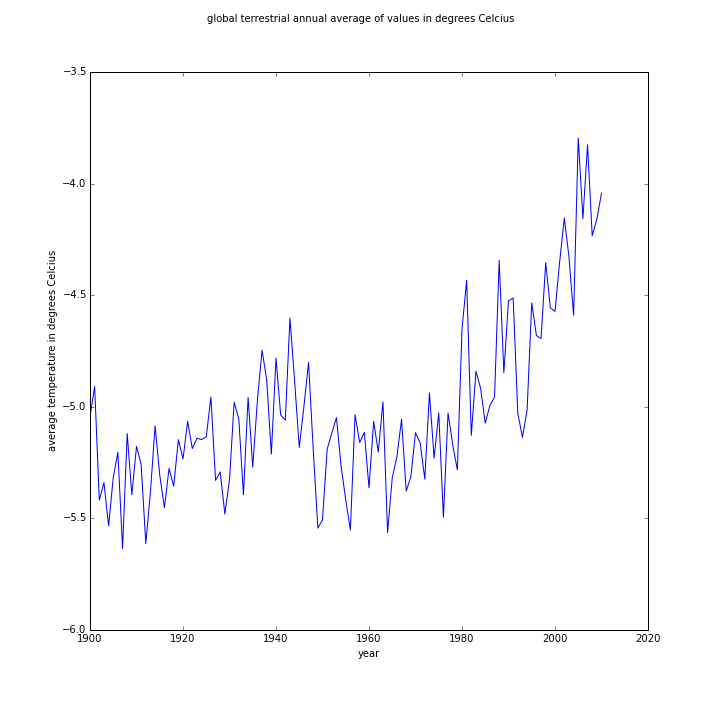 global terrestrial annual average of values in degrees Celcius
−3.5
−4.0
−4.5
−5.0
−5.5
−6.0
average temperature in degrees Celcius
1900 1920 1940 1960 1980 2000 2020
year